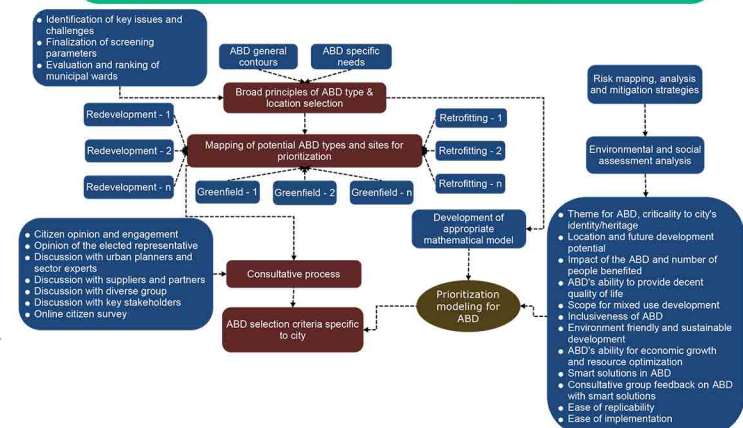 Identification of key issues and
challenges
Finalization of screening
parameters
Evaluation and ranking of
municipal wards
ABD general
contours
ABD specific
needs
Broad principles of ABD type &
location selection
Risk mapping, analysis
and mitigation strategies
Redevelopment - 1
Redevelopment - 2
Redevelopment - n
Mapping of potential ABD types and sites for
prioritization
Retrofitting - 1
Retrofitting - 2
Retrofitting - n
Greenfield - 1
Greenfield - 2
Greenfield - n
Environmental and social
assessment analysis
Citizen opinion and engagement
Opinion of the elected representative
Discussion with urban planners and
sector experts
Discussion with suppliers and partners
Discussion with diverse group
Discussion with key stakeholders
Online citizen survey
Consultative process
ABD selection criteria specific
to city
Development of
appropriate
mathematical model
Prioritization
modeling for
ABD
Theme for ABD, criticality to city's
identity/heritage
Location and future development
potential
Impact of the ABD and number of
people benefited
ABD's ability to provide decent
quality of life
Scope for mixed use development
Inclusiveness of ABD
Environment friendly and sustainable
development
ABD's ability for economic growth
and resource optimization
Smart solutions in ABD
Consultative group feedback on ABD
with smart solutions
Ease of replicability
Ease of implementation